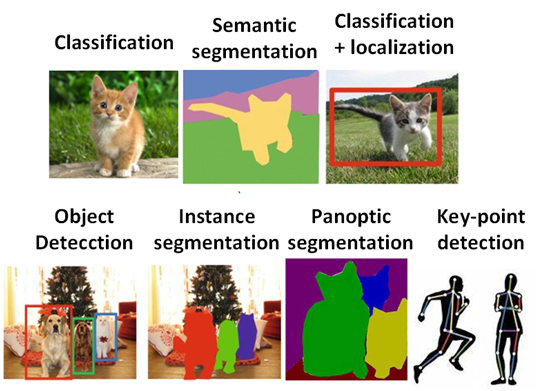 Classification
Semantic
segmentation
Classification
+ localization
Object
Detecction
Instance
segmentation
Panoptic
segmentation
Key-point
detection